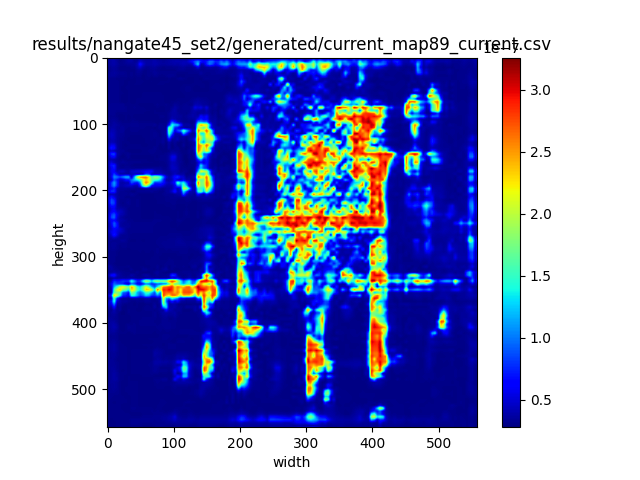 results/nangate45_set2/generated/current_map89_current.csv
1e−7
0
100
200
300
400
500
height
0 100 200 300 400 500
width
3.0
2.5
2.0
1.5
1.0
0.5